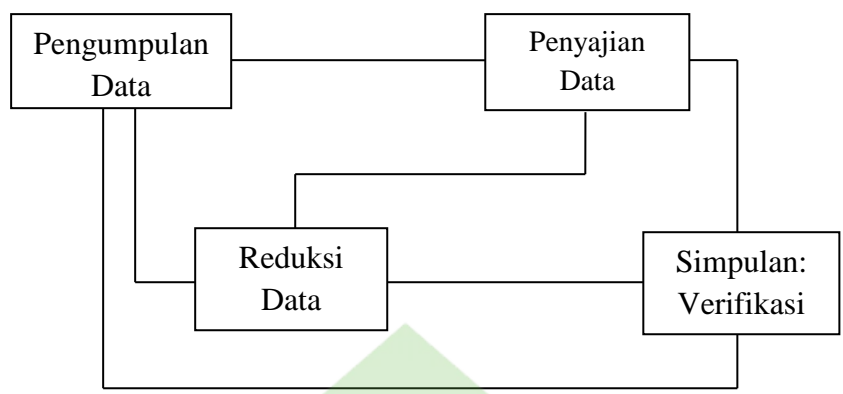 Pengumpulan
Data
Penyajian
Data
Reduksi
Data
Simpulan:
Verifikasi